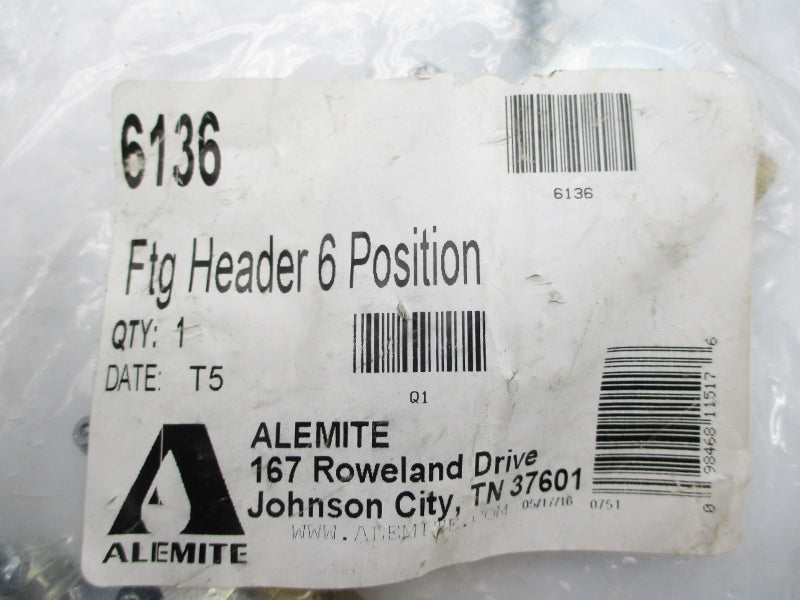 6136
6136
Ftg Header 6 Position
QTY: 1
DATE: T5
Q1
ALEMITE
167 Roweland Drive
Johnson City, TN 37601
WWW.ALEMITE.COM
05/17/16 0751
0 98468 11517 6
ALEMITE